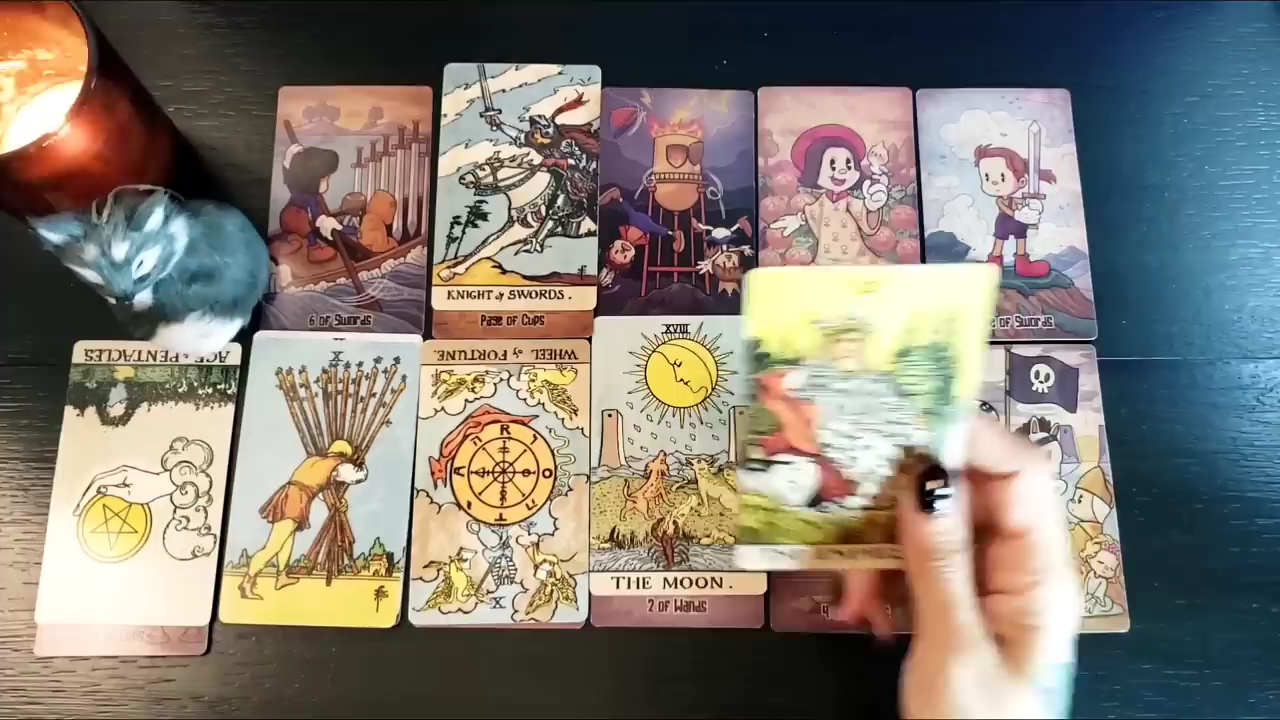 6 of Swords
KNIGHT of SWORDS.
Page of Cups
of Swords
ACE of PENTACLES
X
WHEEL of FORTUNE.
X
XVIII
THE MOON.
2 of Wands